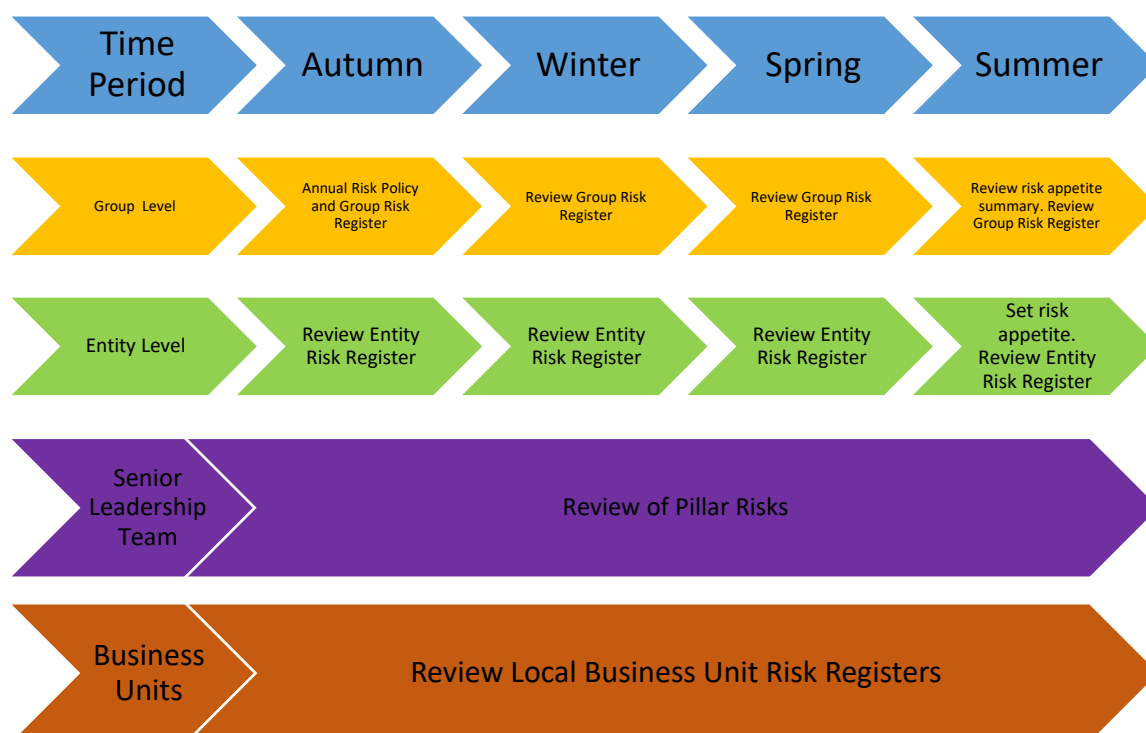 Time
Period
Autumn
Winter
Spring
Summer
Group Level
Annual Risk Policy
and Group Risk
Register
Review Group Risk
Register
Review Group Risk
Register
Review risk appetite
summary. Review
Group Risk Register
Entity Level
Review Entity
Risk Register
Review Entity
Risk Register
Review Entity
Risk Register
Set risk
appetite.
Review Entity
Risk Register
Senior
Leadership
Team
Review of Pillar Risks
Business
Units
Review Local Business Unit Risk Registers